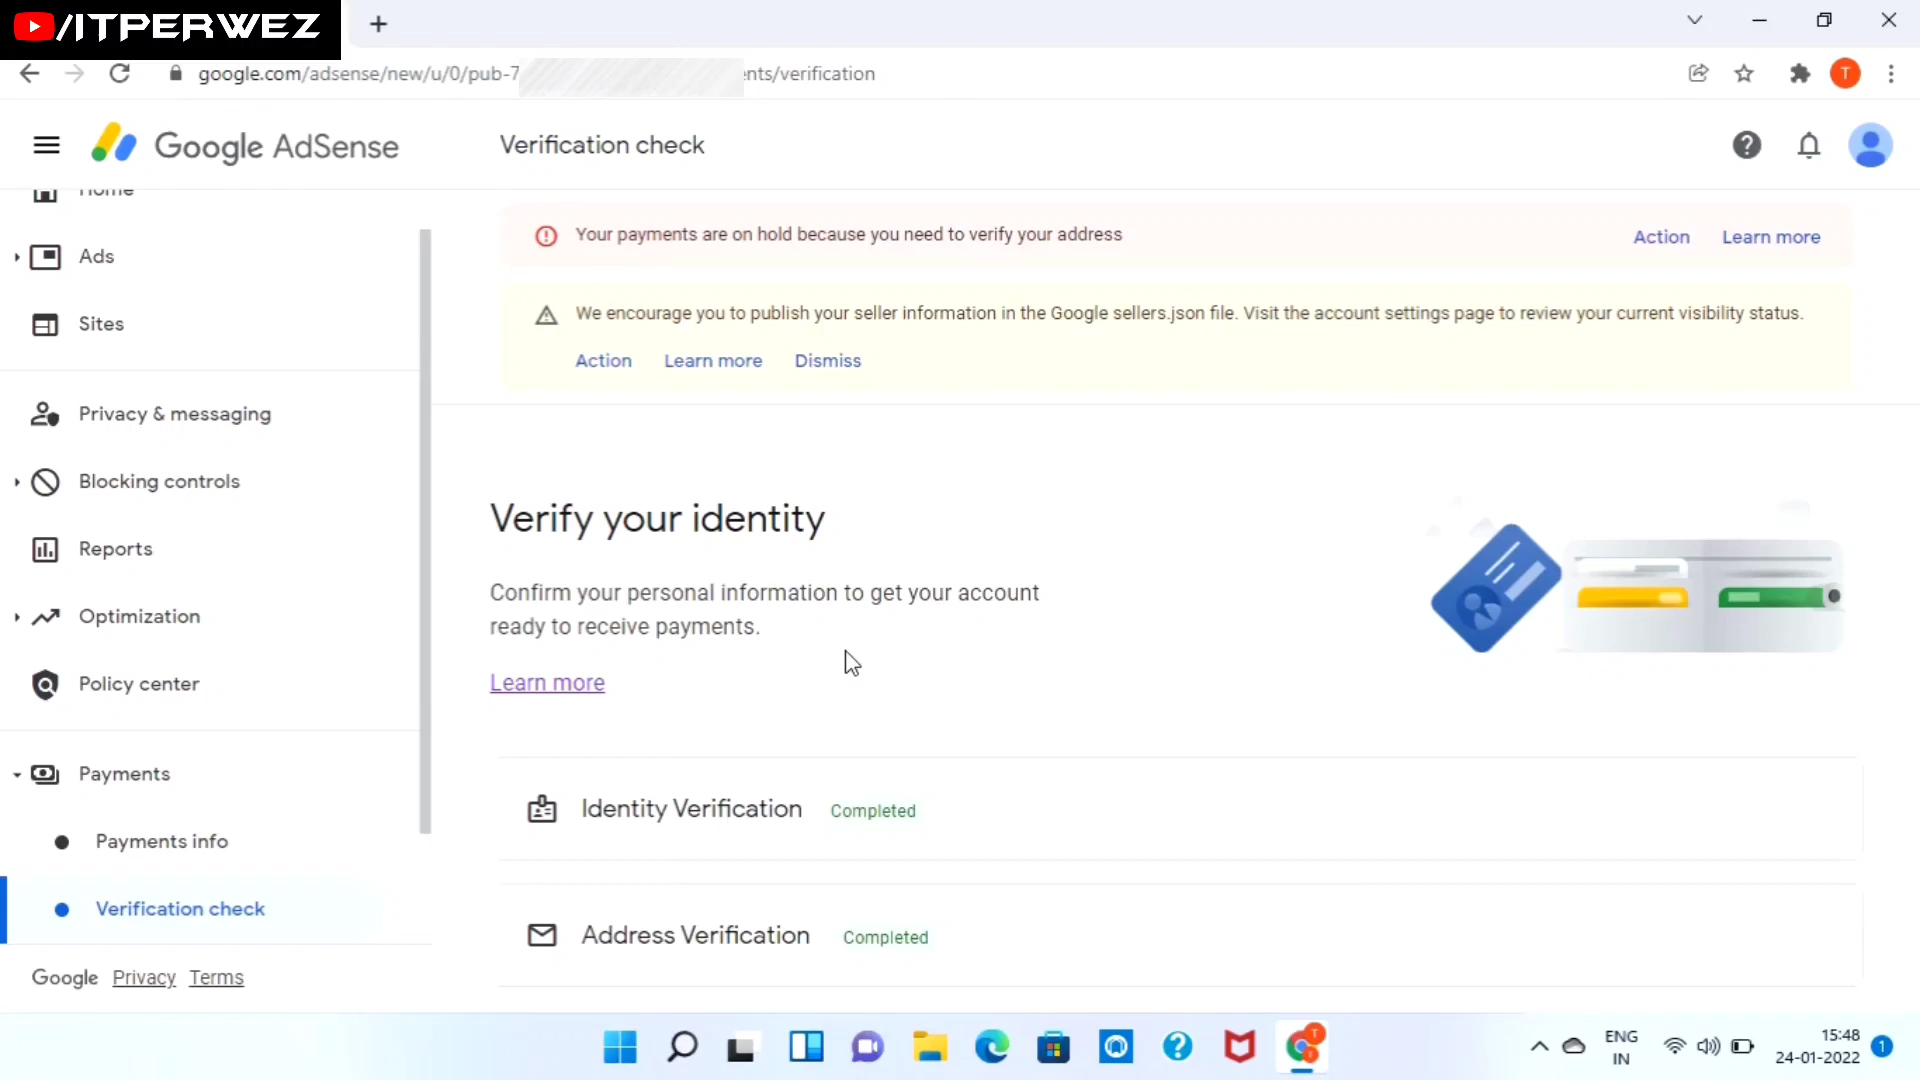 /ITPERWEZ
google.com/adsense/new/u/0/pub-7
nts/verification
T
Google AdSense
Verification check
Home
Your payments are on hold because you need to verify your address
Action
Learn more
Ads
We encourage you to publish your seller information in the Google sellers.json file. Visit the account settings page to review your current visibility status.
Action
Learn more
Dismiss
Sites
Privacy & messaging
Blocking controls
Reports
Optimization
Policy center
Verify your identity
Confirm your personal information to get your account
ready to receive payments.
Learn more
Payments
Payments info
Verification check
Identity Verification
Completed
Address Verification
Completed
Google Privacy Terms
T
ENG
IN
15:48
24-01-2022
1